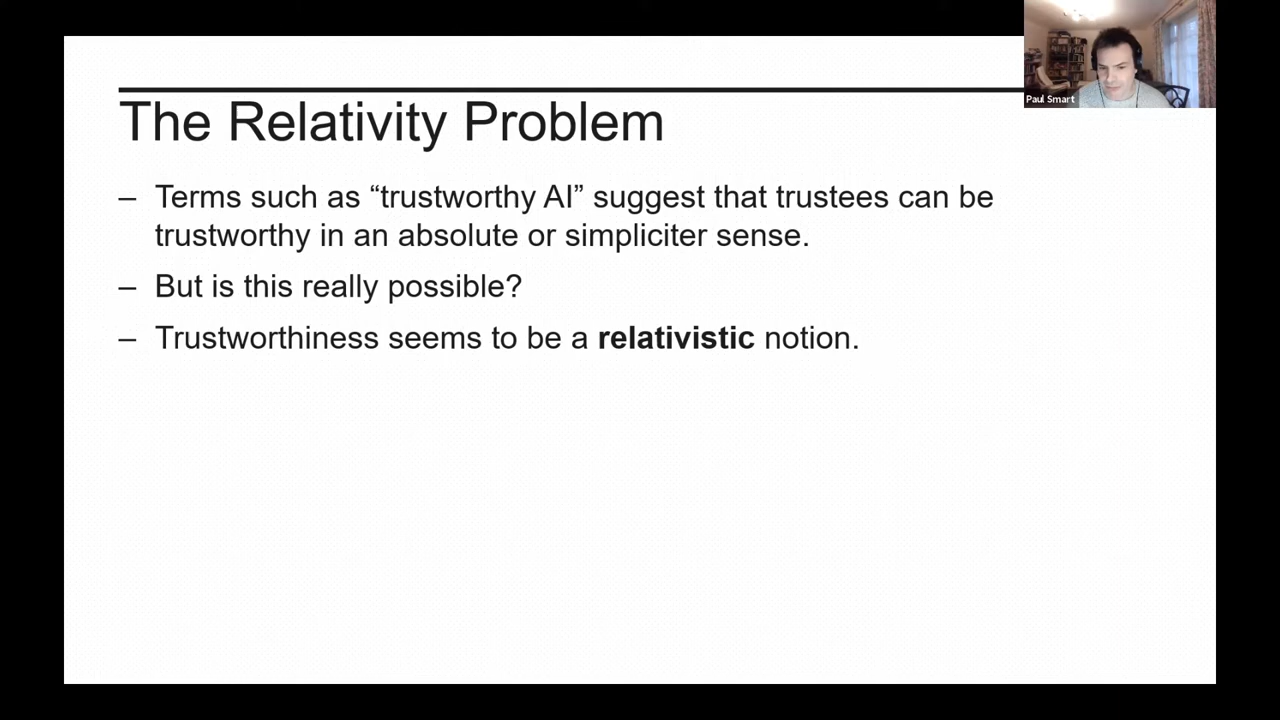 Paul Smart
The Relativity Problem
– Terms such as “trustworthy AI” suggest that trustees can be
trustworthy in an absolute or simpliciter sense.
– But is this really possible?
– Trustworthiness seems to be a relativistic notion.